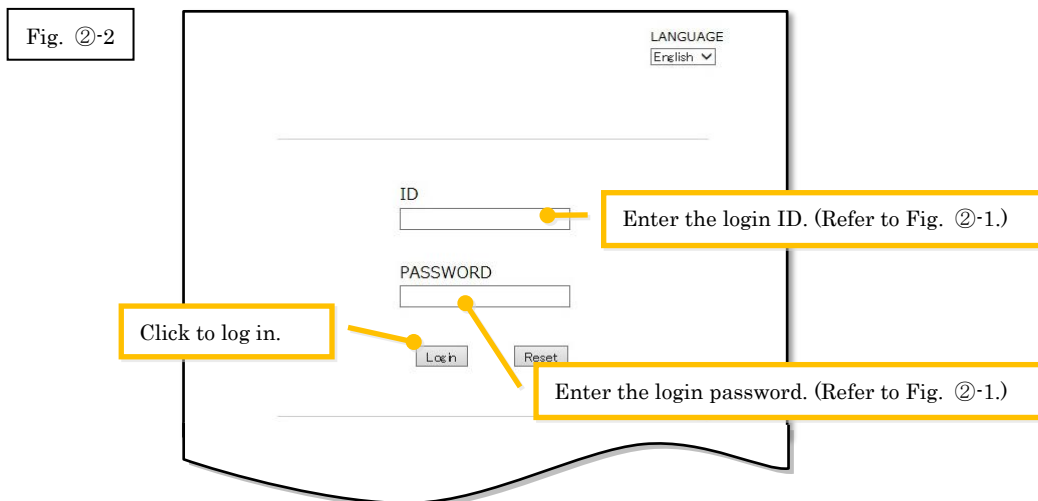 Fig. ②-2
LANGUAGE
English
ID
Enter the login ID. (Refer to Fig. ②-1.)
PASSWORD
Click to log in.
Login
Reset
Enter the login password. (Refer to Fig. ②-1.)